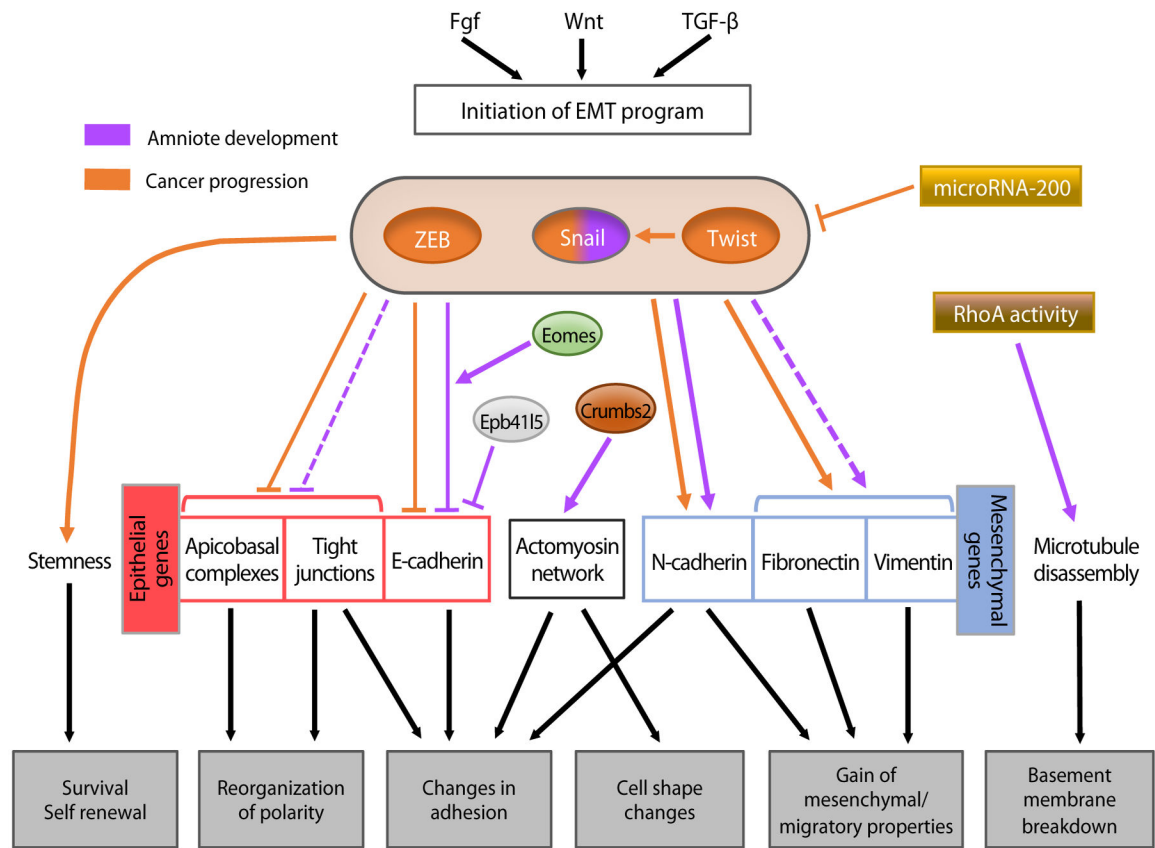 Fgf
Wnt
TGF-β
Initiation of EMT program
Amniote development
Cancer progression
microRNA-200
ZEB
Snail
Twist
RhoA activity
Eomes
Epb41l5
Crumbs2
Stemness
Epithelial
genes
Apicobasal
complexes
Tight
junctions
E-cadherin
Actomyosin
network
N-cadherin
Fibronectin
Vimentin
Mesenchymal
genes
Microtubule
disassembly
Survival
Self renewal
Reorganization
of polarity
Changes in
adhesion
Cell shape
changes
Gain of
mesenchymal/
migratory properties
Basement
membrane
breakdown